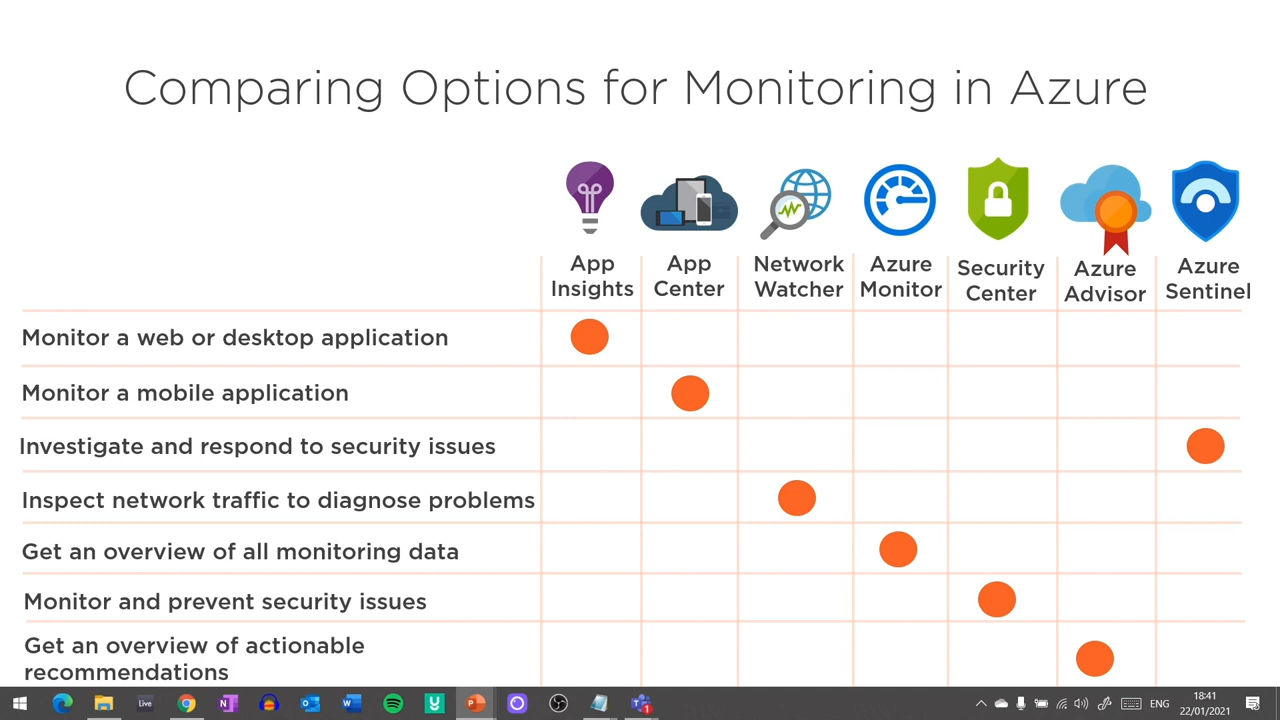 Comparing Options for Monitoring in Azure
App Insights
App Center
Network Watcher
Azure Monitor
Security Center
Azure Advisor
Azure Sentinel
Monitor a web or desktop application
Monitor a mobile application
Investigate and respond to security issues
Inspect network traffic to diagnose problems
Get an overview of all monitoring data
Monitor and prevent security issues
Get an overview of actionable
recommendations
Live
ENG
18:41
22/01/2021